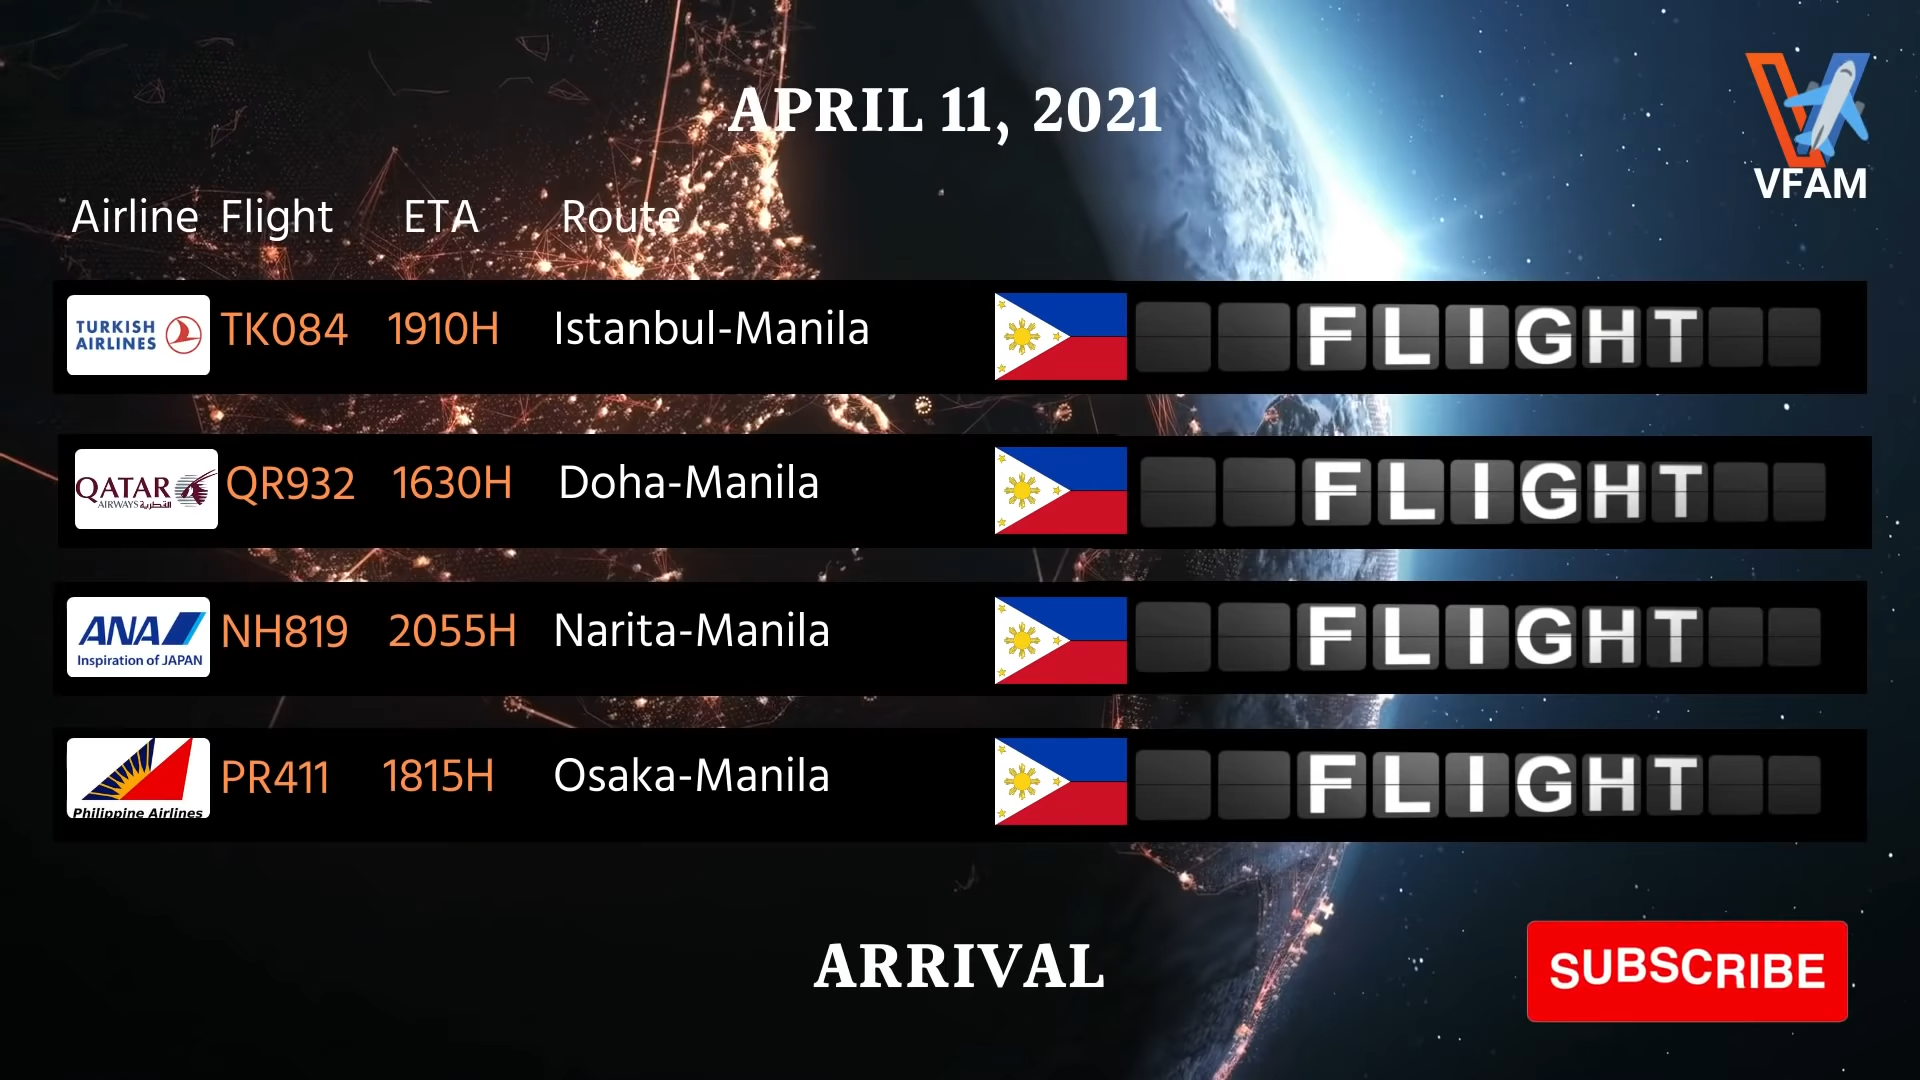 APRIL 11, 2021
VFAM
Airline Flight ETA Route
TURKISH AIRLINES TK084 1910H Istanbul-Manila FLIGHT
QATAR AIRWAYS القطرية QR932 1630H Doha-Manila FLIGHT
ANA Inspiration of JAPAN NH819 2055H Narita-Manila FLIGHT
Philippine Airlines PR411 1815H Osaka-Manila FLIGHT
ARRIVAL
SUBSCRIBE